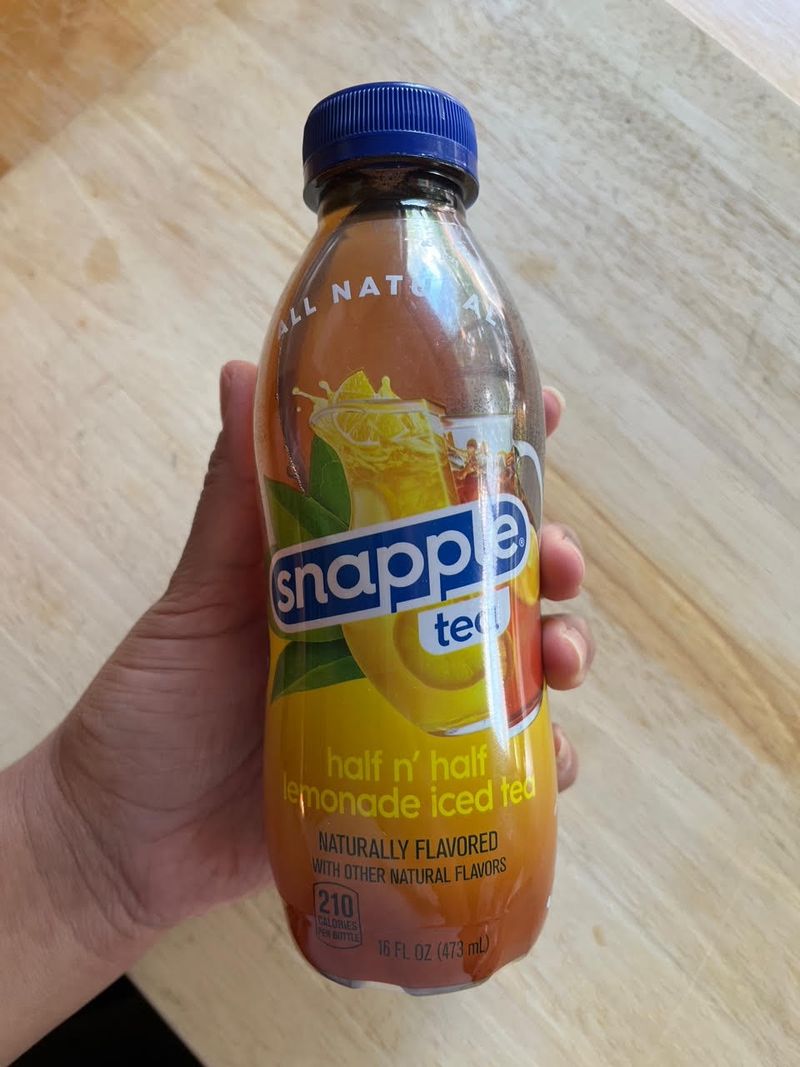 ALL NATURAL
snapple®
tea
half n' half
lemonade iced tea
NATURALLY FLAVORED
WITH OTHER NATURAL FLAVORS
210
CALORIES
PER BOTTLE
16 FL OZ (473 mL)